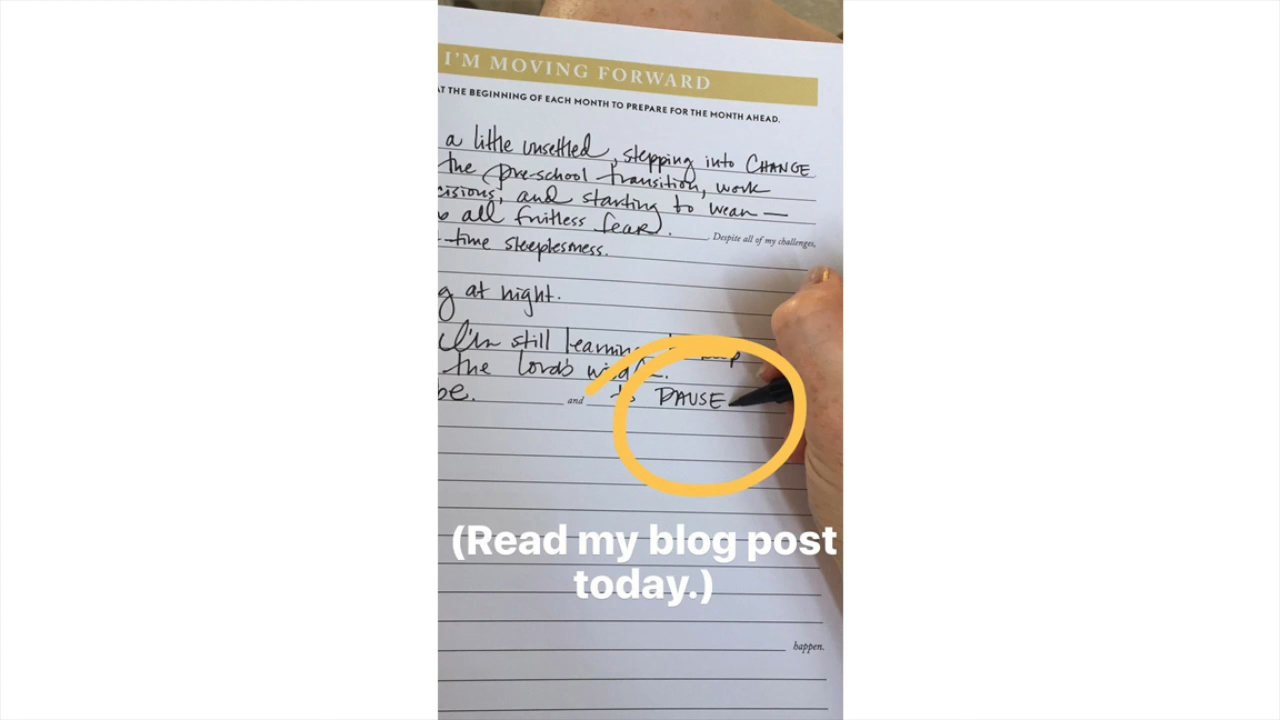 I'M MOVING FORWARD
AT THE BEGINNING OF EACH MONTH TO PREPARE FOR THE MONTH AHEAD.
a little unsettled, stepping into CHANGE
the pre-school transition, work
cisions, and starting to wean —
all fruitless fear.
. Despite all of my challenges,
-time sleeplessness.
g at night.
I'm still learning
the Lord's
be. and to PAUSE
(Read my blog post
today.)
happen.